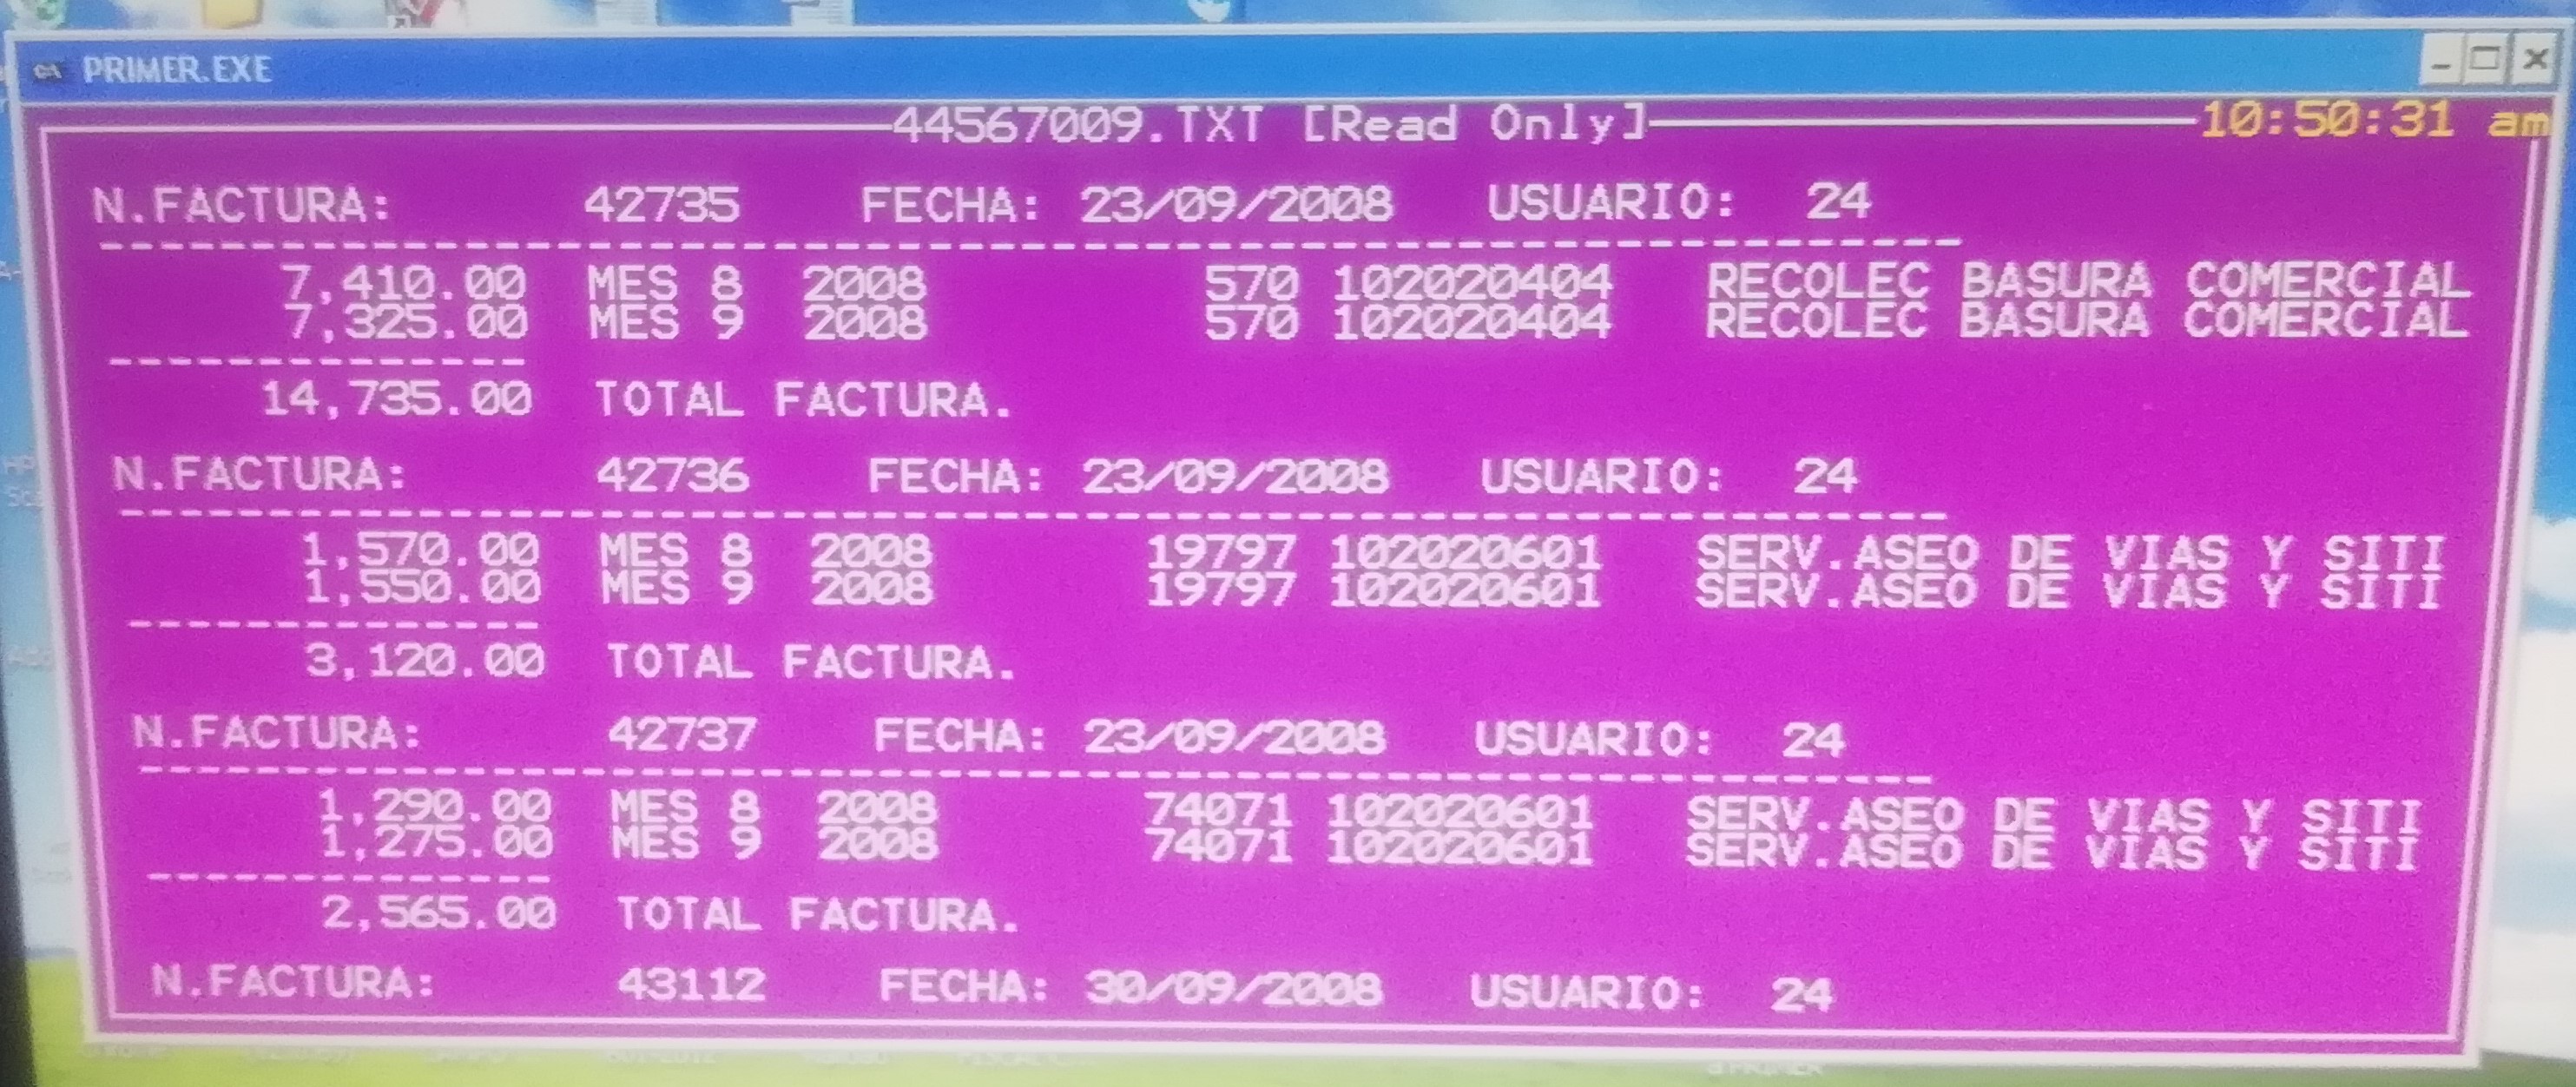 PRIMER.EXE
44567009.TXT [Read Only] 10:50:31 am
N.FACTURA: 42735 FECHA: 23/09/2008 USUARIO: 24
--------------------------------------------------------------
7,410.00 MES 8 2008 570 102020404 RECOLEC BASURA COMERCIAL
7,325.00 MES 9 2008 570 102020404 RECOLEC BASURA COMERCIAL
--------------
14,735.00 TOTAL FACTURA.
N.FACTURA: 42736 FECHA: 23/09/2008 USUARIO: 24
--------------------------------------------------------------
1,570.00 MES 8 2008 19797 102020601 SERV.ASEO DE VIAS Y SITI
1,550.00 MES 9 2008 19797 102020601 SERV.ASEO DE VIAS Y SITI
--------------
3,120.00 TOTAL FACTURA.
N.FACTURA: 42737 FECHA: 23/09/2008 USUARIO: 24
--------------------------------------------------------------
1,290.00 MES 8 2008 74071 102020601 SERV.ASEO DE VIAS Y SITI
1,275.00 MES 9 2008 74071 102020601 SERV.ASEO DE VIAS Y SITI
--------------
2,565.00 TOTAL FACTURA.
N.FACTURA: 43112 FECHA: 30/09/2008 USUARIO: 24